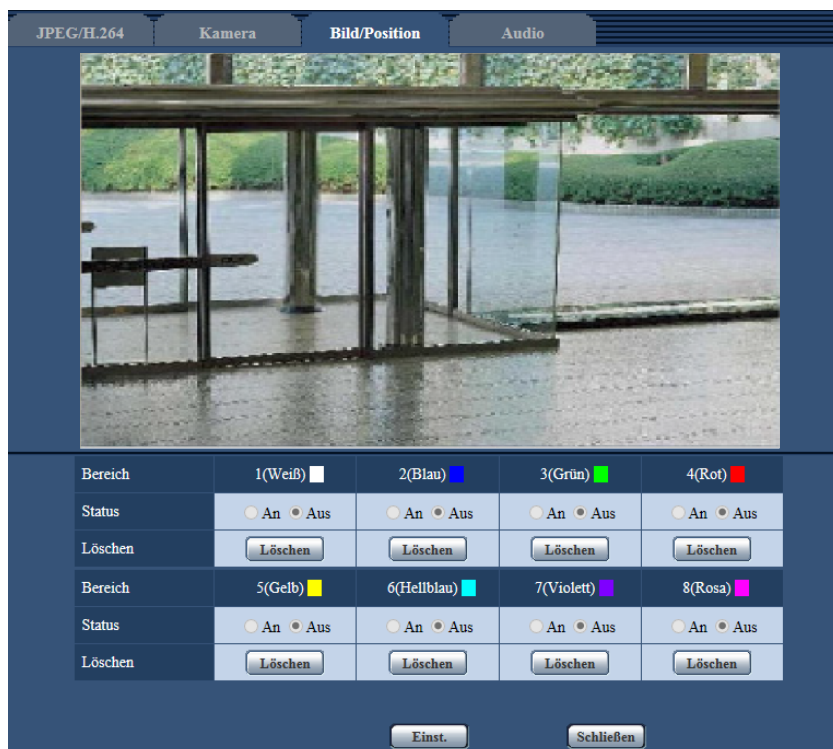 JPEG/H.264 Kamera Bild/Position Audio
Bereich 1(Weiß) 2(Blau) 3(Grün) 4(Rot)
Status An Aus An Aus An Aus An Aus
Löschen Löschen Löschen Löschen Löschen
Bereich 5(Gelb) 6(Hellblau) 7(Violett) 8(Rosa)
Status An Aus An Aus An Aus An Aus
Löschen Löschen Löschen Löschen Löschen
Einst. Schließen